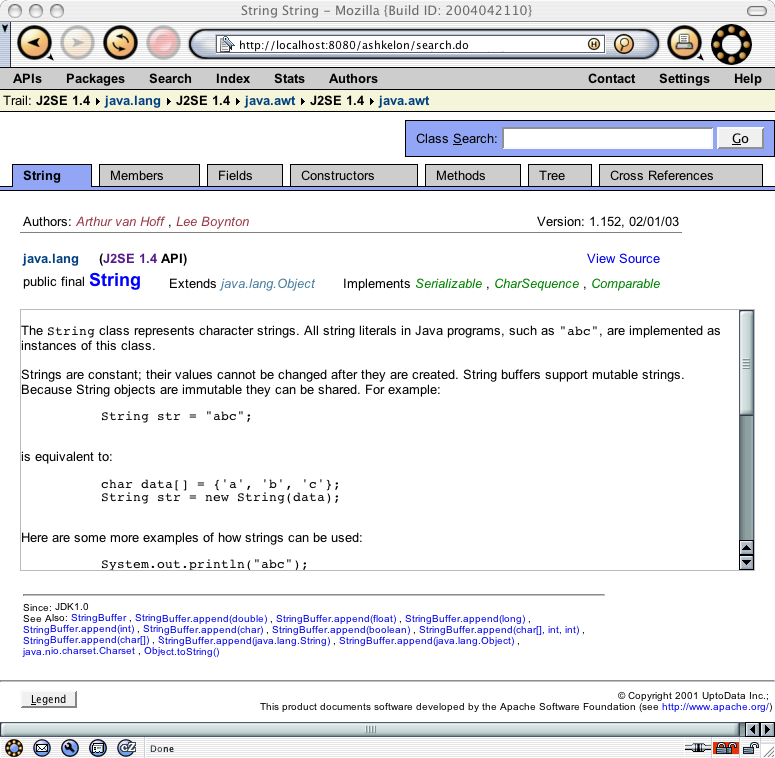 String String – Mozilla {Build ID: 2004042110}
http://localhost:8080/ashkelon/search.do
APIs Packages Search Index Stats Authors Contact Settings Help
Trail: J2SE 1.4 java.lang J2SE 1.4 java.awt J2SE 1.4 java.awt
Class Search: Go
String Members Fields Constructors Methods Tree Cross References
Authors: Arthur van Hoff , Lee Boynton Version: 1.152, 02/01/03
java.lang (J2SE 1.4 API) View Source
public final String Extends java.lang.Object Implements Serializable , CharSequence , Comparable
The String class represents character strings. All string literals in Java programs, such as "abc", are implemented as
instances of this class.
Strings are constant; their values cannot be changed after they are created. String buffers support mutable strings.
Because String objects are immutable they can be shared. For example:
String str = "abc";
is equivalent to:
char data[] = {'a', 'b', 'c'};
String str = new String(data);
Here are some more examples of how strings can be used:
System.out.println("abc");
Since: JDK1.0
See Also: StringBuffer , StringBuffer.append(double) , StringBuffer.append(float) , StringBuffer.append(long) ,
StringBuffer.append(int) , StringBuffer.append(char) , StringBuffer.append(boolean) , StringBuffer.append(char[], int, int) ,
StringBuffer.append(char[]) , StringBuffer.append(java.lang.String) , StringBuffer.append(java.lang.Object) ,
java.nio.charset.Charset , Object.toString()
Legend
© Copyright 2001 UptoData Inc.;
This product documents software developed by the Apache Software Foundation (see http://www.apache.org/)
Done